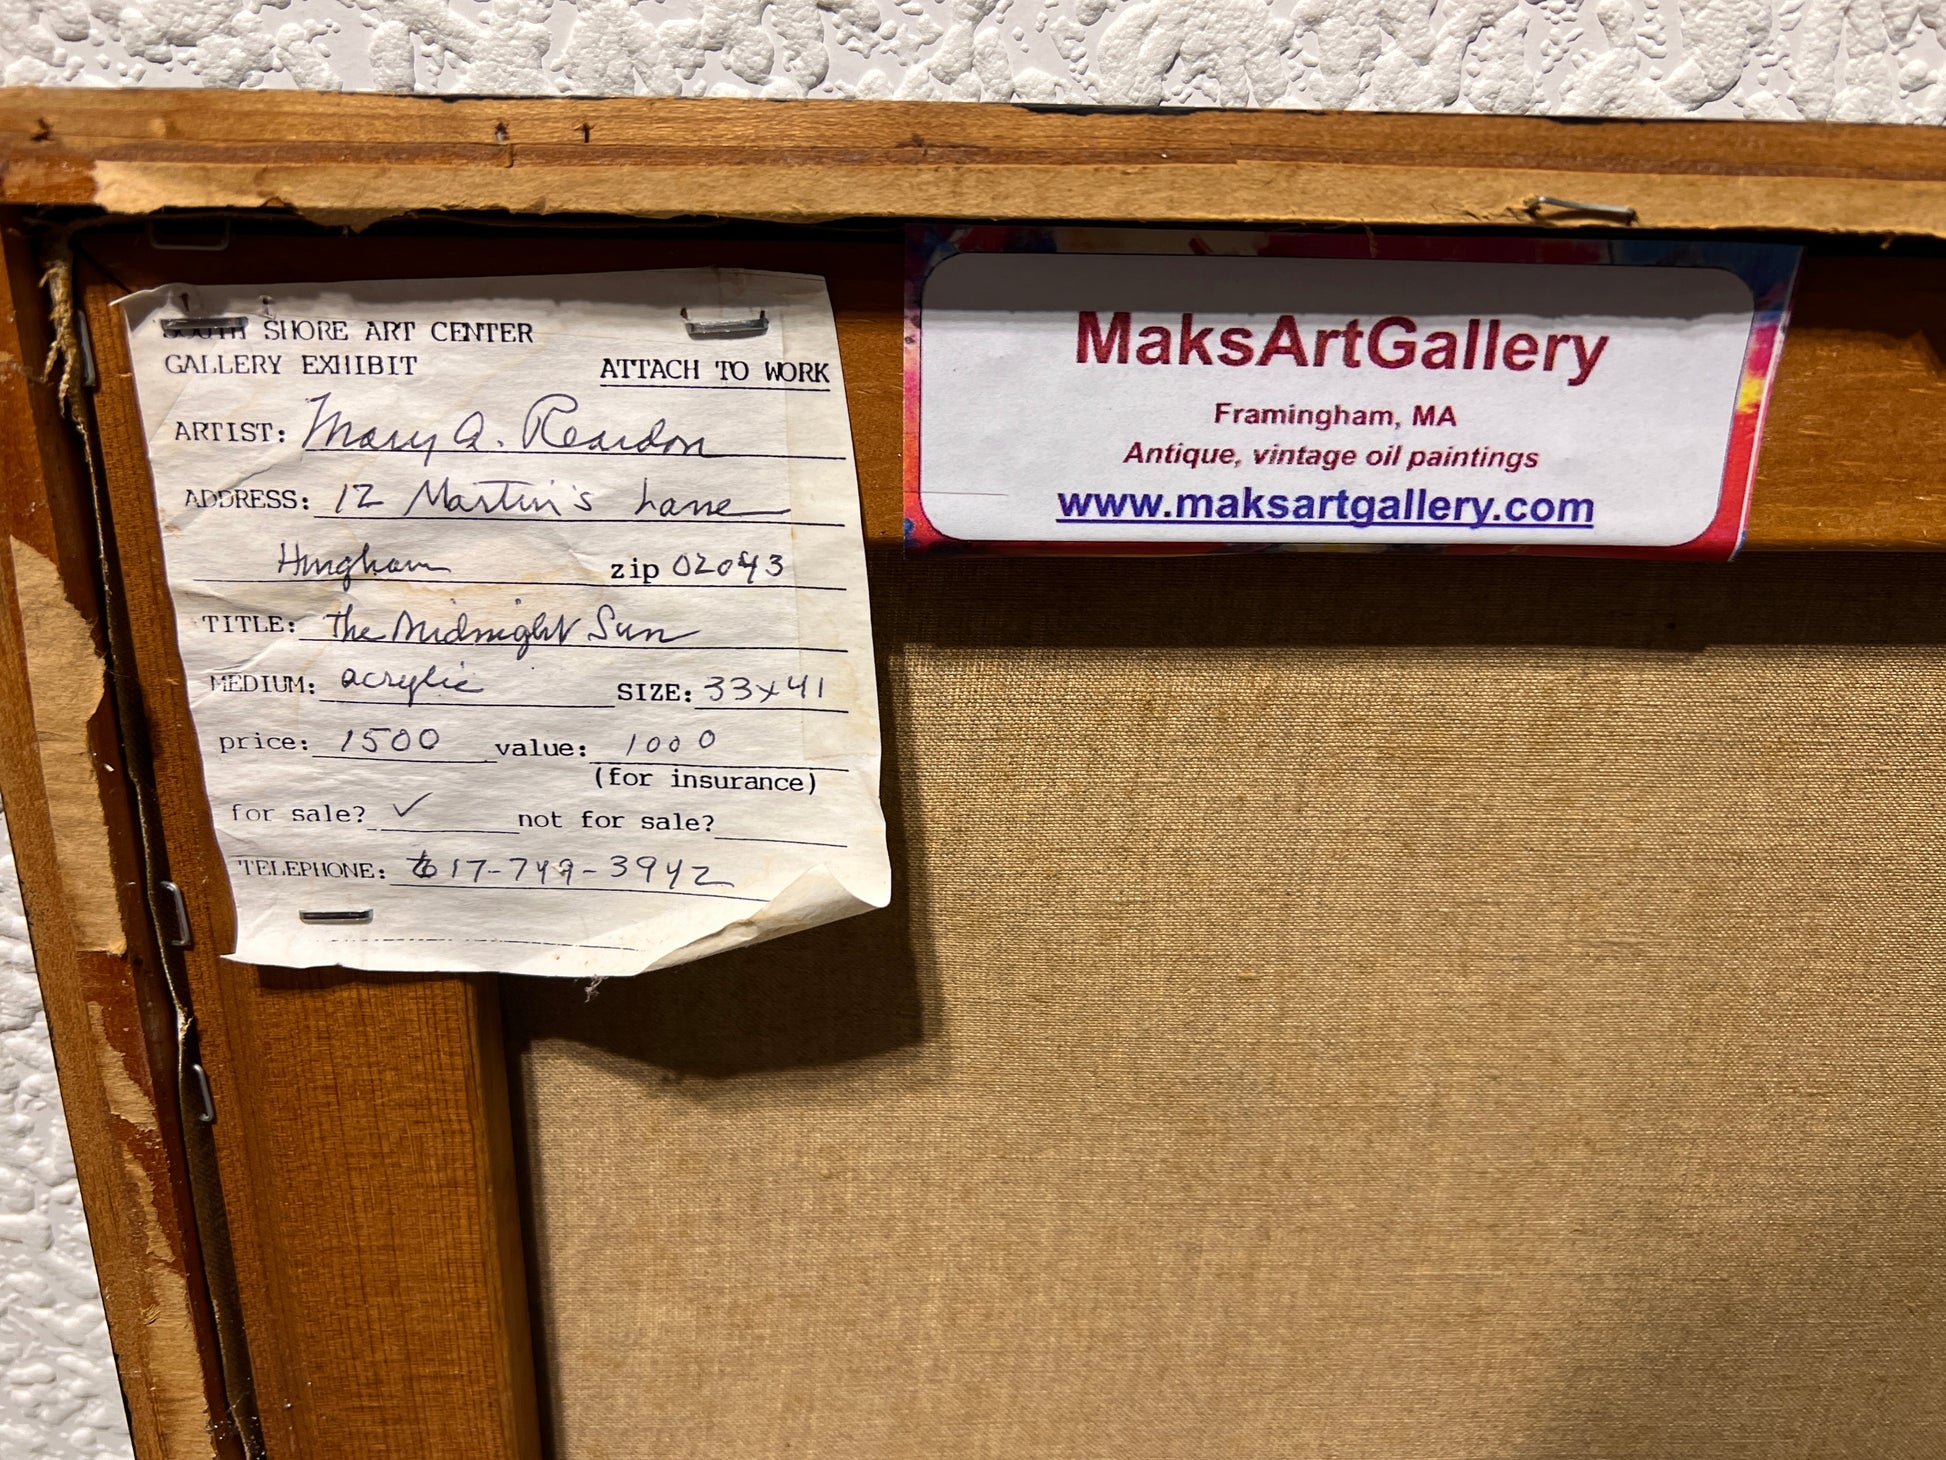 SOUTH SHORE ART CENTER
GALLERY EXHIBIT
ATTACH TO WORK
ARTIST: Mary A. Reardon
ADDRESS: 12 Martin's Lane
Hingham zip 02043
TITLE: The Midnight Sun
MEDIUM: acrylic SIZE: 33x41
price: 1500 value: 1000
(for insurance)
for sale? ✓ not for sale?
TELEPHONE: 617-749-3942
MaksArtGallery
Framingham, MA
Antique, vintage oil paintings
www.maksartgallery.com